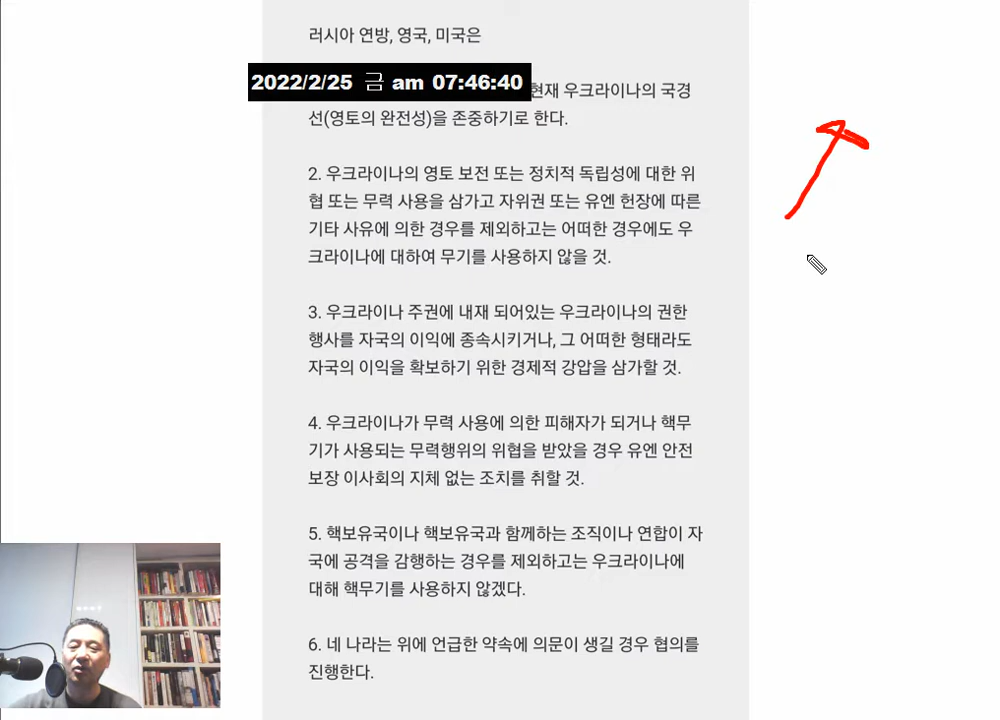 러시아 연방, 영국, 미국은
2022/2/25 금 am 07:46:40
현재 우크라이나의 국경
선(영토의 완전성)을 존중하기로 한다.
2. 우크라이나의 영토 보전 또는 정치적 독립성에 대한 위
협 또는 무력 사용을 삼가고 자위권 또는 유엔 헌장에 따른
기타 사유에 의한 경우를 제외하고는 어떠한 경우에도 우
크라이나에 대하여 무기를 사용하지 않을 것.
3. 우크라이나 주권에 내재 되어있는 우크라이나의 권한
행사를 자국의 이익에 종속시키거나, 그 어떠한 형태라도
자국의 이익을 확보하기 위한 경제적 강압을 삼가할 것.
4. 우크라이나가 무력 사용에 의한 피해자가 되거나 핵무
기가 사용되는 무력행위의 위협을 받았을 경우 유엔 안전
보장 이사회의 지체 없는 조치를 취할 것.
5. 핵보유국이나 핵보유국과 함께하는 조직이나 연합이 자
국에 공격을 감행하는 경우를 제외하고는 우크라이나에
대해 핵무기를 사용하지 않겠다.
6. 네 나라는 위에 언급한 약속에 의문이 생길 경우 협의를
진행한다.